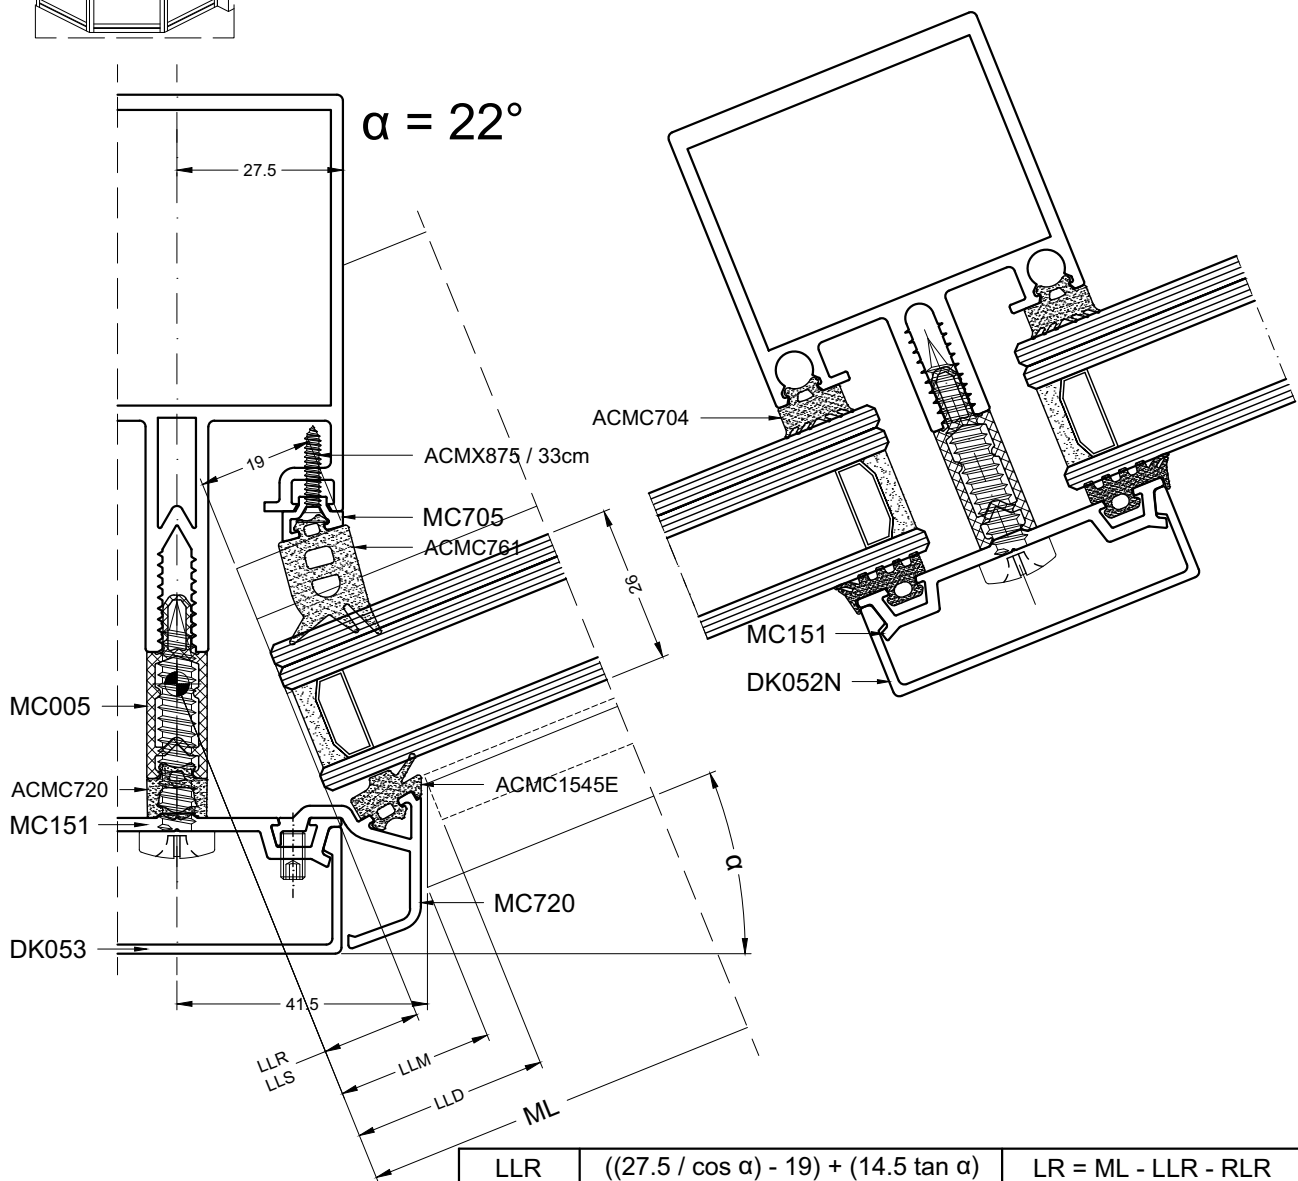 α = 22°
27.5
ACMC704
19
ACMX875 / 33cm
MC705
ACMC761
26
MC151
DK052N
MC005
ACMC720
ACMC1545E
MC151
α
MC720
DK053
41.5
LLR
LLS
LLM
LLD
ML
LLR ((27.5 / cos α) - 19) + (14.5 tan α) LR = ML - LLR - RLR